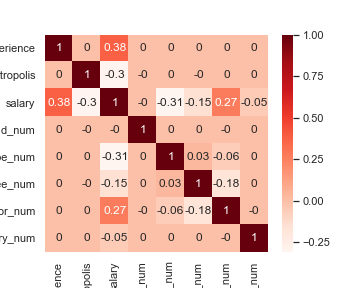 erience 1 0 0.38 0 0 0 0 0
tropolis 0 1 -0.3 -0 0 -0 0 0
salary 0.38 -0.3 1 -0 -0.31 -0.15 0.27 -0.05
d_num 0 -0 -0 1 0 0 0 0
pe_num 0 0 -0.31 0 1 0.03 -0.06 0
ee_num 0 -0 -0.15 0 0.03 1 -0.18 0
or_num 0 0 0.27 -0 -0.06 -0.18 1 -0
ry_num 0 0 -0.05 0 0 0 -0 1
ience
opolis
alary
_num
_num
_num
_num
_num
1.00
0.75
0.50
0.25
0.00
−0.25